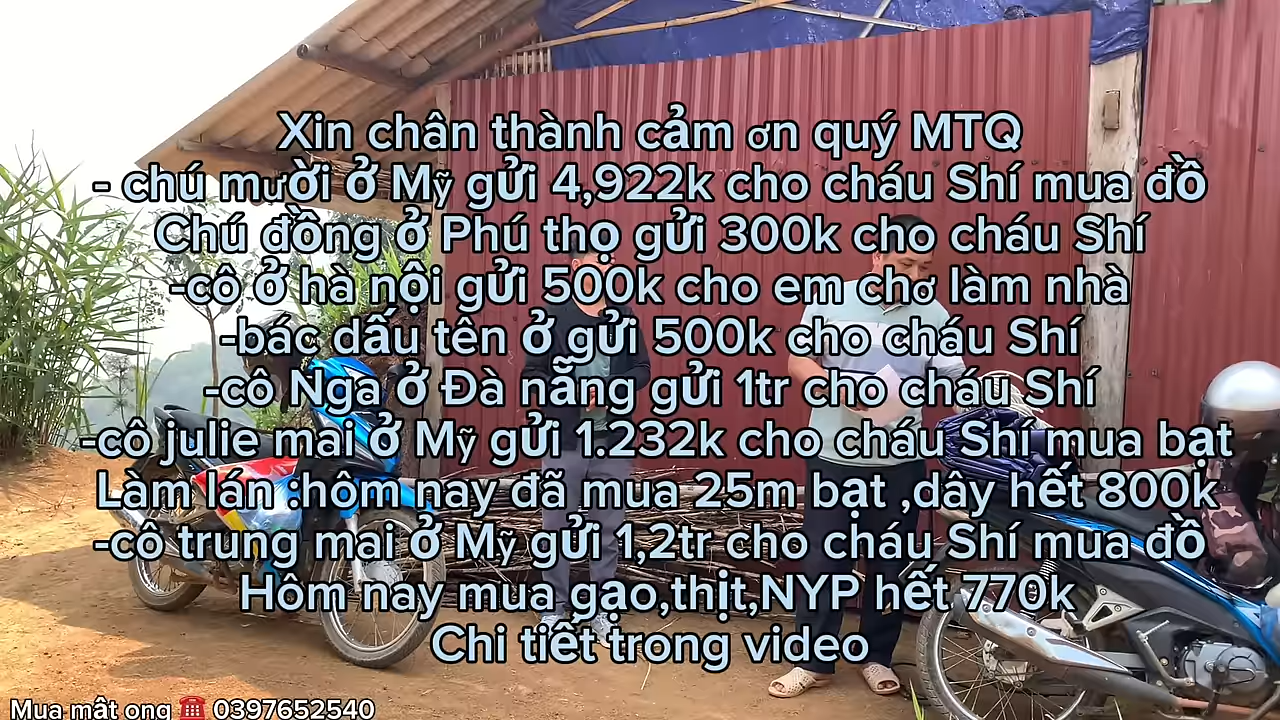 Xin chân thành cảm ơn quý MTQ
- chú mười ở Mỹ gửi 4,922k cho cháu Shí mua đồ
Chú đồng ở Phú thọ gửi 300k cho cháu Shí
-cô ở hà nội gửi 500k cho em chơ làm nhà
-bác dấu tên ở gửi 500k cho cháu Shí
-cô Nga ở Đà nẵng gửi 1tr cho cháu Shí
-cô julie mai ở Mỹ gửi 1.232k cho cháu Shí mua bạt
Làm lán :hôm nay đã mua 25m bạt ,dây hết 800k
-cô trung mai ở Mỹ gửi 1,2tr cho cháu Shí mua đồ
Hôm nay mua gạo,thịt,NYP hết 770k
Chi tiết trong video
Mua mật ong ☎️ 0397652540